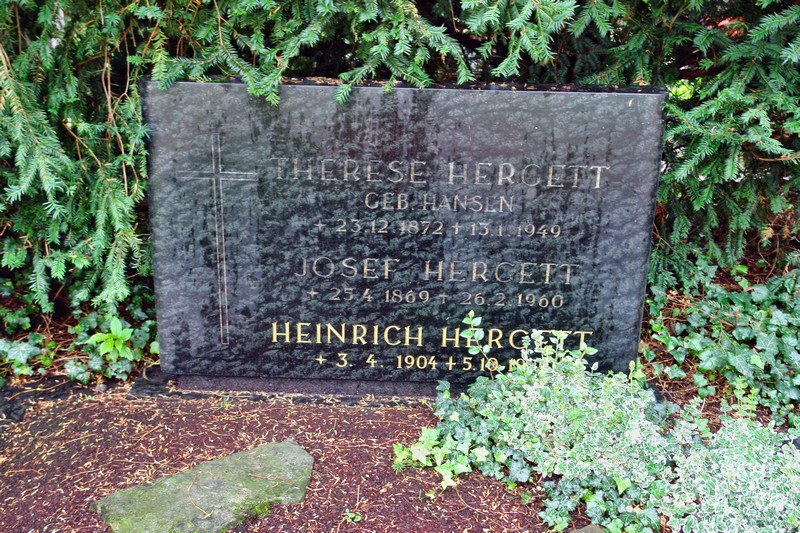 THERESE HERGETT
GEB. HANSEN
+ 23.12.1872 + 13.1.1949
JOSEF HERGETT
+ 25.4.1869 + 26.2.1960
HEINRICH HERGETT
+ 3. 4. 1904 + 5.10.